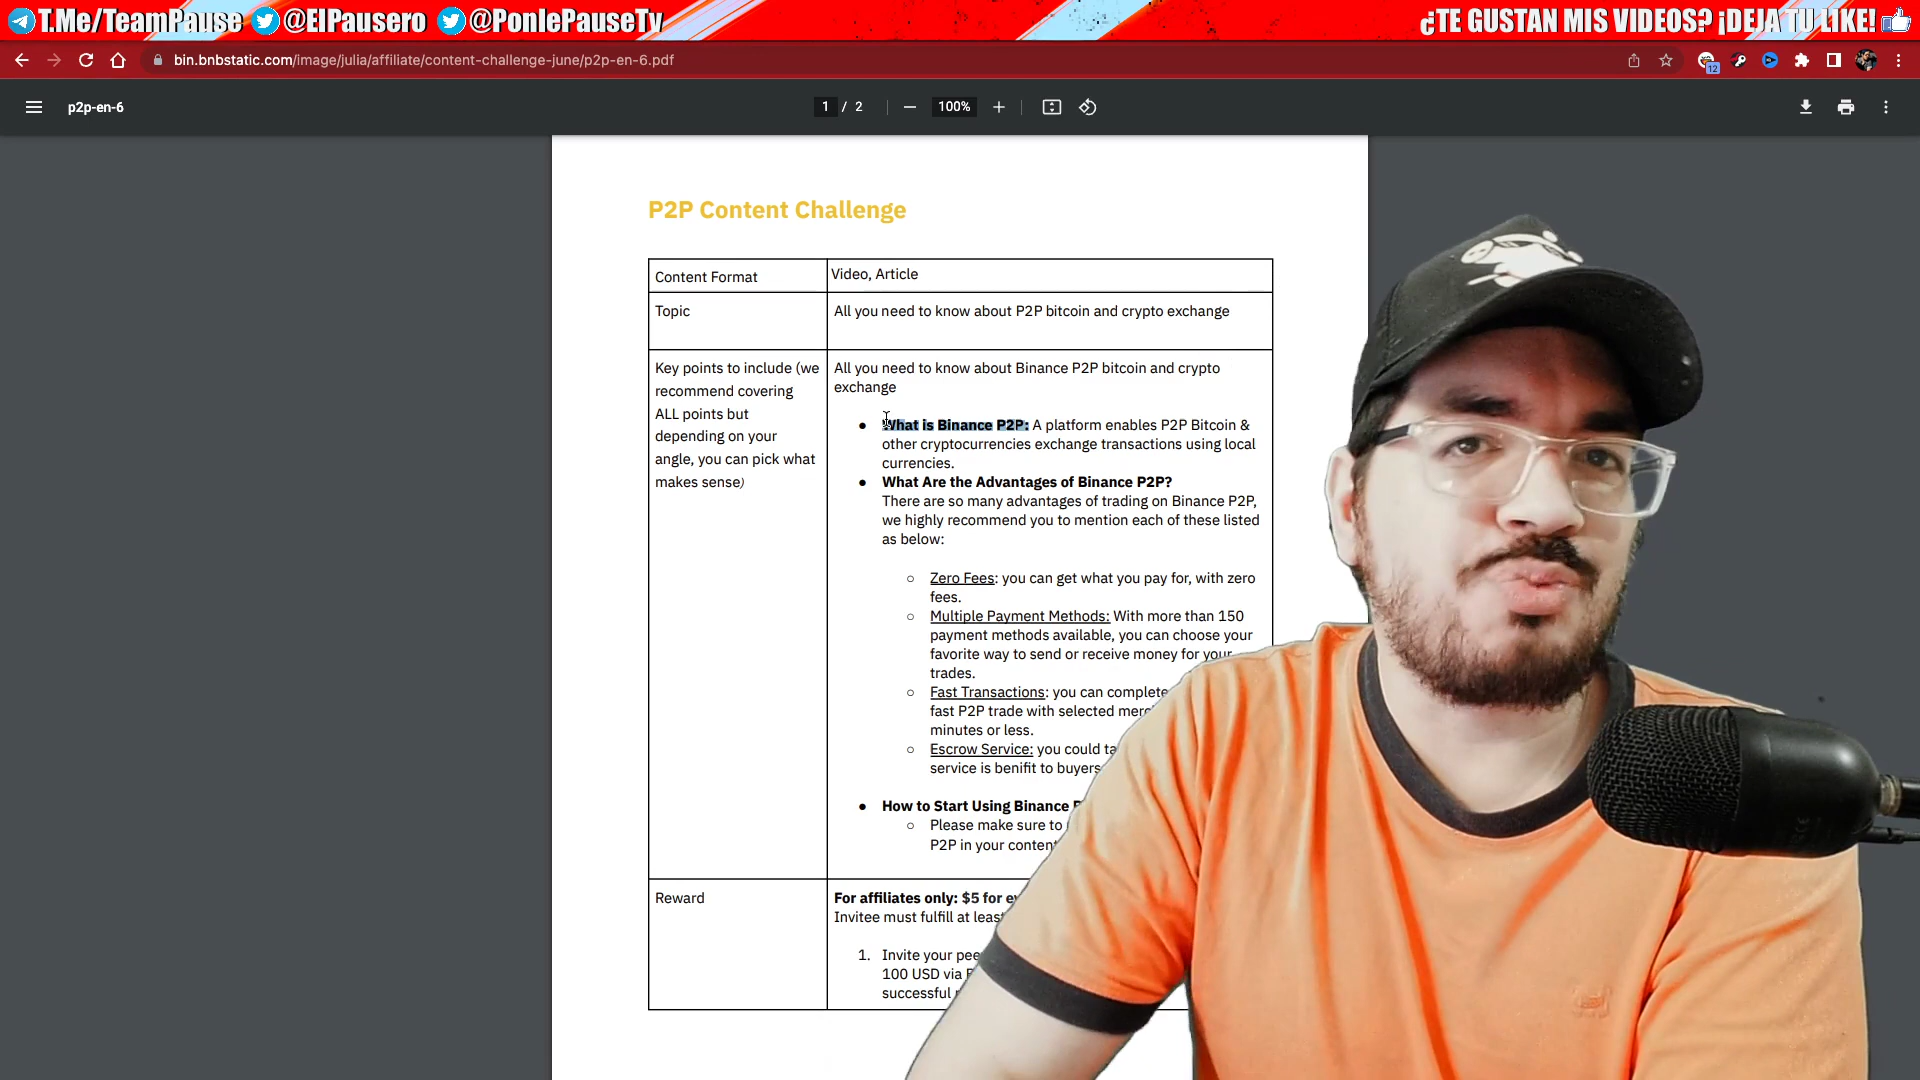 T.Me/TeamPause @ElPausero @PonlePauseTv ¿TE GUSTAN MIS VIDEOS? ¡DEJA TU LIKE!
bin.bnbstatic.com/image/julia/affiliate/content-challenge-june/p2p-en-6.pdf
12
p2p-en-6
1 / 2
100%
P2P Content Challenge
Content Format
Video, Article
Topic
All you need to know about P2P bitcoin and crypto exchange
Key points to include (we
recommend covering
ALL points but
depending on your
angle, you can pick what
makes sense)
All you need to know about Binance P2P bitcoin and crypto
exchange
● What is Binance P2P: A platform enables P2P Bitcoin &
other cryptocurrencies exchange transactions using local
currencies.
● What Are the Advantages of Binance P2P?
There are so many advantages of trading on Binance P2P,
we highly recommend you to mention each of these listed
as below:
○ Zero Fees: you can get what you pay for, with zero
fees.
○ Multiple Payment Methods: With more than 150
payment methods available, you can choose your
favorite way to send or receive money for your
trades.
○ Fast Transactions: you can complete
fast P2P trade with selected
minutes or less.
○ Escrow Service: you could
service is benifit to buyers
● How to Start Using Binance
○ Please make sure to
P2P in your content
Reward
For affiliates only: $5 for
Invitee must fulfill at least
1. Invite your
100 USD via
successful